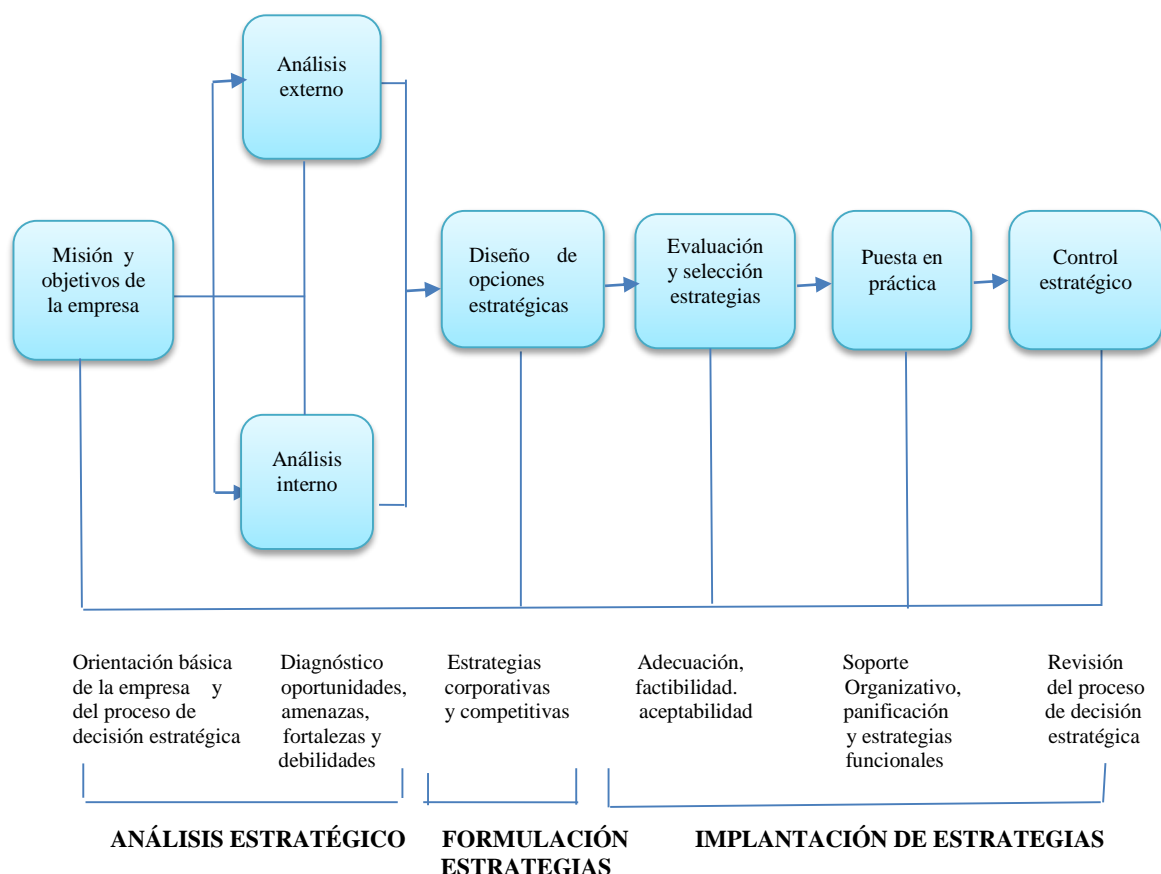 Análisis
externo
Misión y
objetivos de
la empresa
Diseño de
opciones
estratégicas
Evaluación
y selección
estrategias
Puesta en
práctica
Control
estratégico
Análisis
interno
Orientación básica
de la empresa y
del proceso de
decisión estratégica
Diagnóstico
oportunidades,
amenazas,
fortalezas y
debilidades
Estrategias
corporativas
y competitivas
Adecuación,
factibilidad.
aceptabilidad
Soporte
Organizativo,
panificación
y estrategias
funcionales
Revisión
del proceso
de decisión
estratégica
ANÁLISIS ESTRATÉGICO
FORMULACIÓN
ESTRATEGIAS
IMPLANTACIÓN DE ESTRATEGIAS